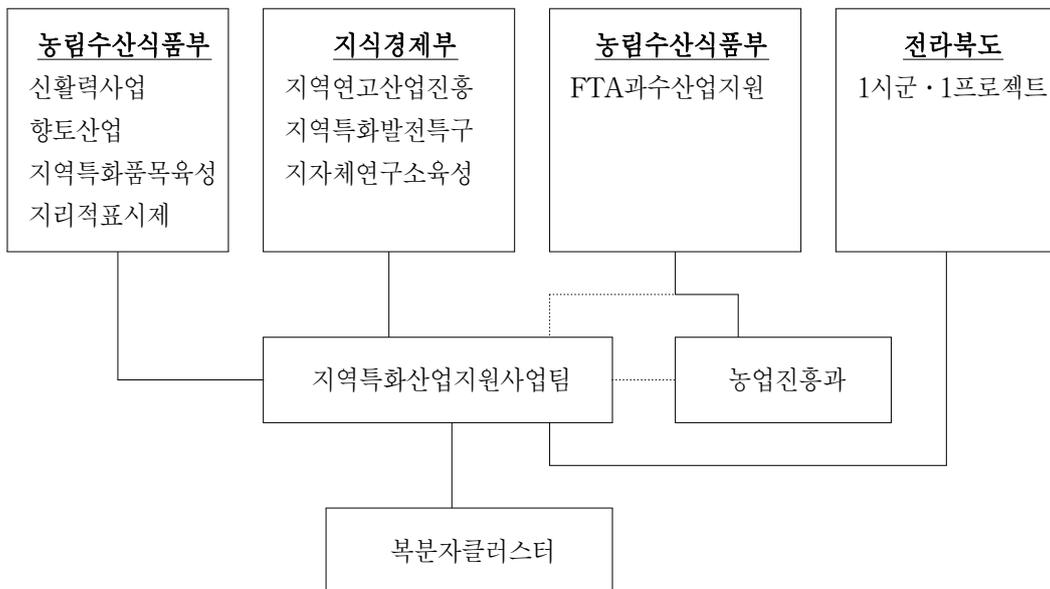 농림수산식품부
신활력사업
향토산업
지역특화품목육성
지리적표시제
지식경제부
지역연고산업진흥
지역특화발전특구
지자체연구소육성
농림수산식품부
FTA과수산업지원
전라북도
1시군·1프로젝트
지역특화산업지원사업팀
농업진흥과
복분자클러스터